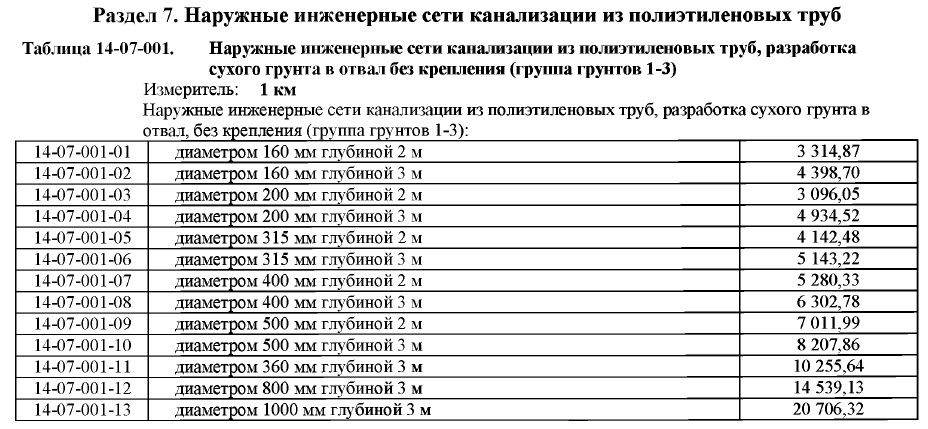 Раздел 7. Наружные инженерные сети канализации из полиэтиленовых труб
Таблица 14-07-001. Наружные инженерные сети канализации из полиэтиленовых труб, разработка
сухого грунта в отвал без крепления (группа грунтов 1-3)
Измеритель: 1 км
Наружные инженерные сети канализации из полиэтиленовых труб, разработка сухого грунта в
отвал, без крепления (группа грунтов 1-3):
14-07-001-01 диаметром 160 мм глубиной 2 м 3 314,87
14-07-001-02 диаметром 160 мм глубиной 3 м 4 398,70
14-07-001-03 диаметром 200 мм глубиной 2 м 3 096,05
14-07-001-04 диаметром 200 мм глубиной 3 м 4 934,52
14-07-001-05 диаметром 315 мм глубиной 2 м 4 142,48
14-07-001-06 диаметром 315 мм глубиной 3 м 5 143,22
14-07-001-07 диаметром 400 мм глубиной 2 м 5 280,33
14-07-001-08 диаметром 400 мм глубиной 3 м 6 302,78
14-07-001-09 диаметром 500 мм глубиной 2 м 7 011,99
14-07-001-10 диаметром 500 мм глубиной 3 м 8 207,86
14-07-001-11 диаметром 360 мм глубиной 3 м 10 255,64
14-07-001-12 диаметром 800 мм глубиной 3 м 14 539,13
14-07-001-13 диаметром 1000 мм глубиной 3 м 20 706,32